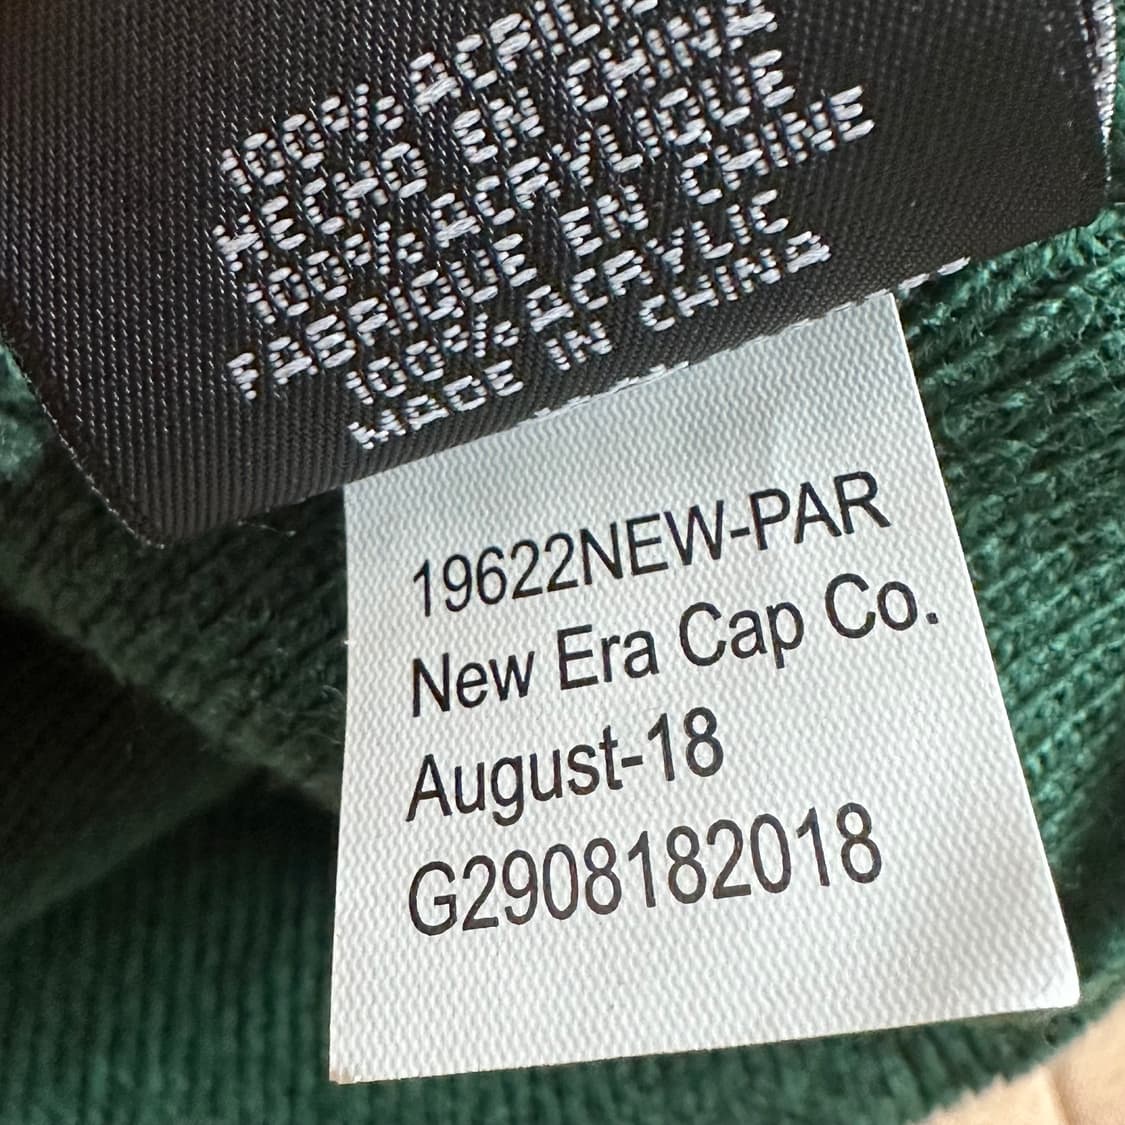 100% ACRILICO
HECHO EN CHINA
100% ACRYLIQUE
FABRIQUE EN CHINE
100% ACRYLIC
MADE IN CHINA
19622NEW-PAR
New Era Cap Co.
August-18
G2908182018